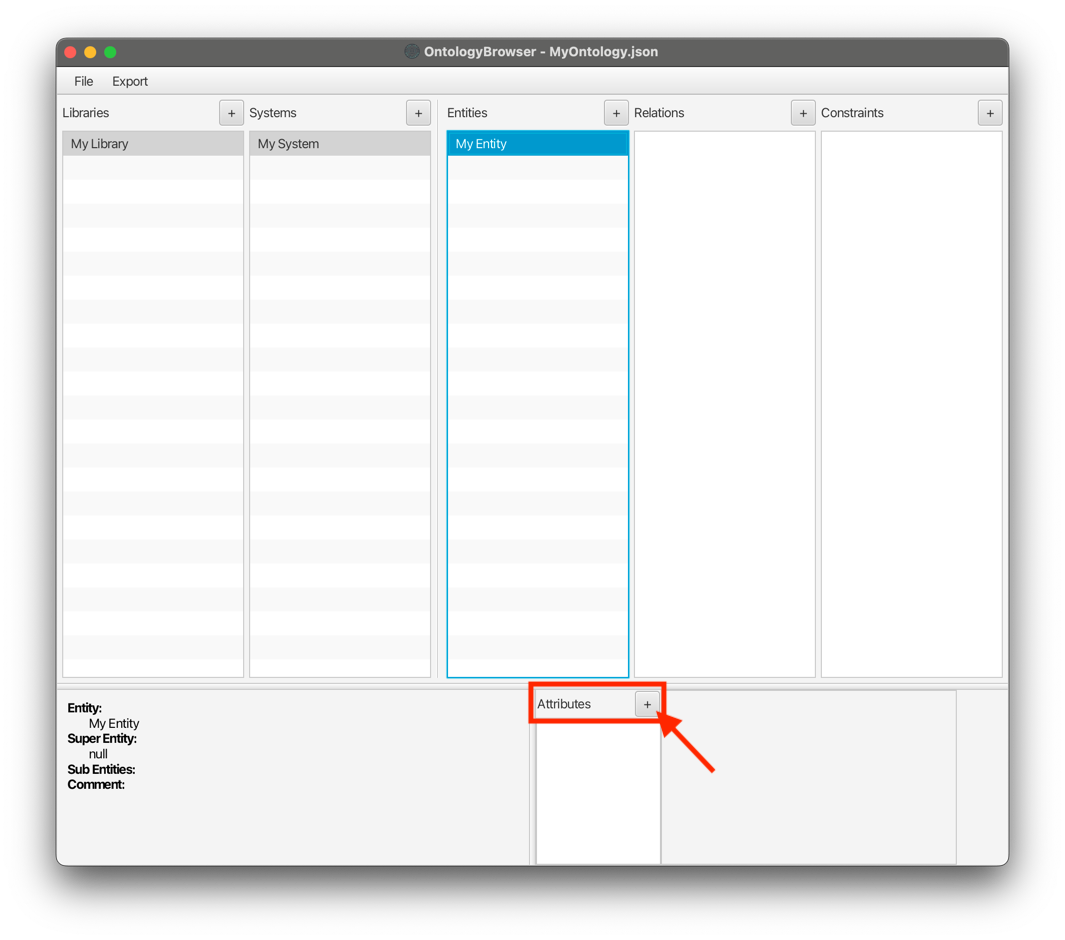 OntologyBrowser - MyOntology.json
File Export
Libraries + Systems + Entities + Relations + Constraints +
My Library My System My Entity
Attributes +
Entity:
My Entity
Super Entity:
null
Sub Entities:
Comment: